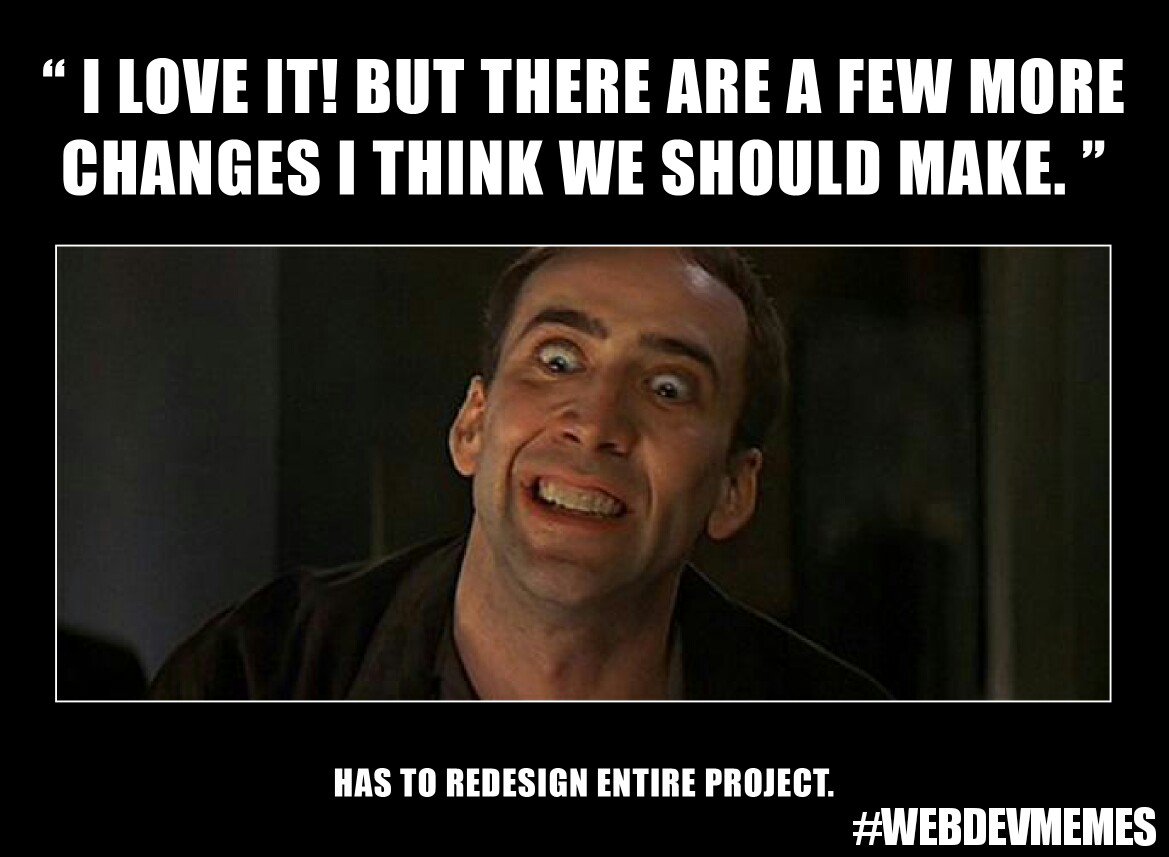 “ I LOVE IT! BUT THERE ARE A FEW MORE
CHANGES I THINK WE SHOULD MAKE. ”
HAS TO REDESIGN ENTIRE PROJECT.
#WEBDEVMEMES